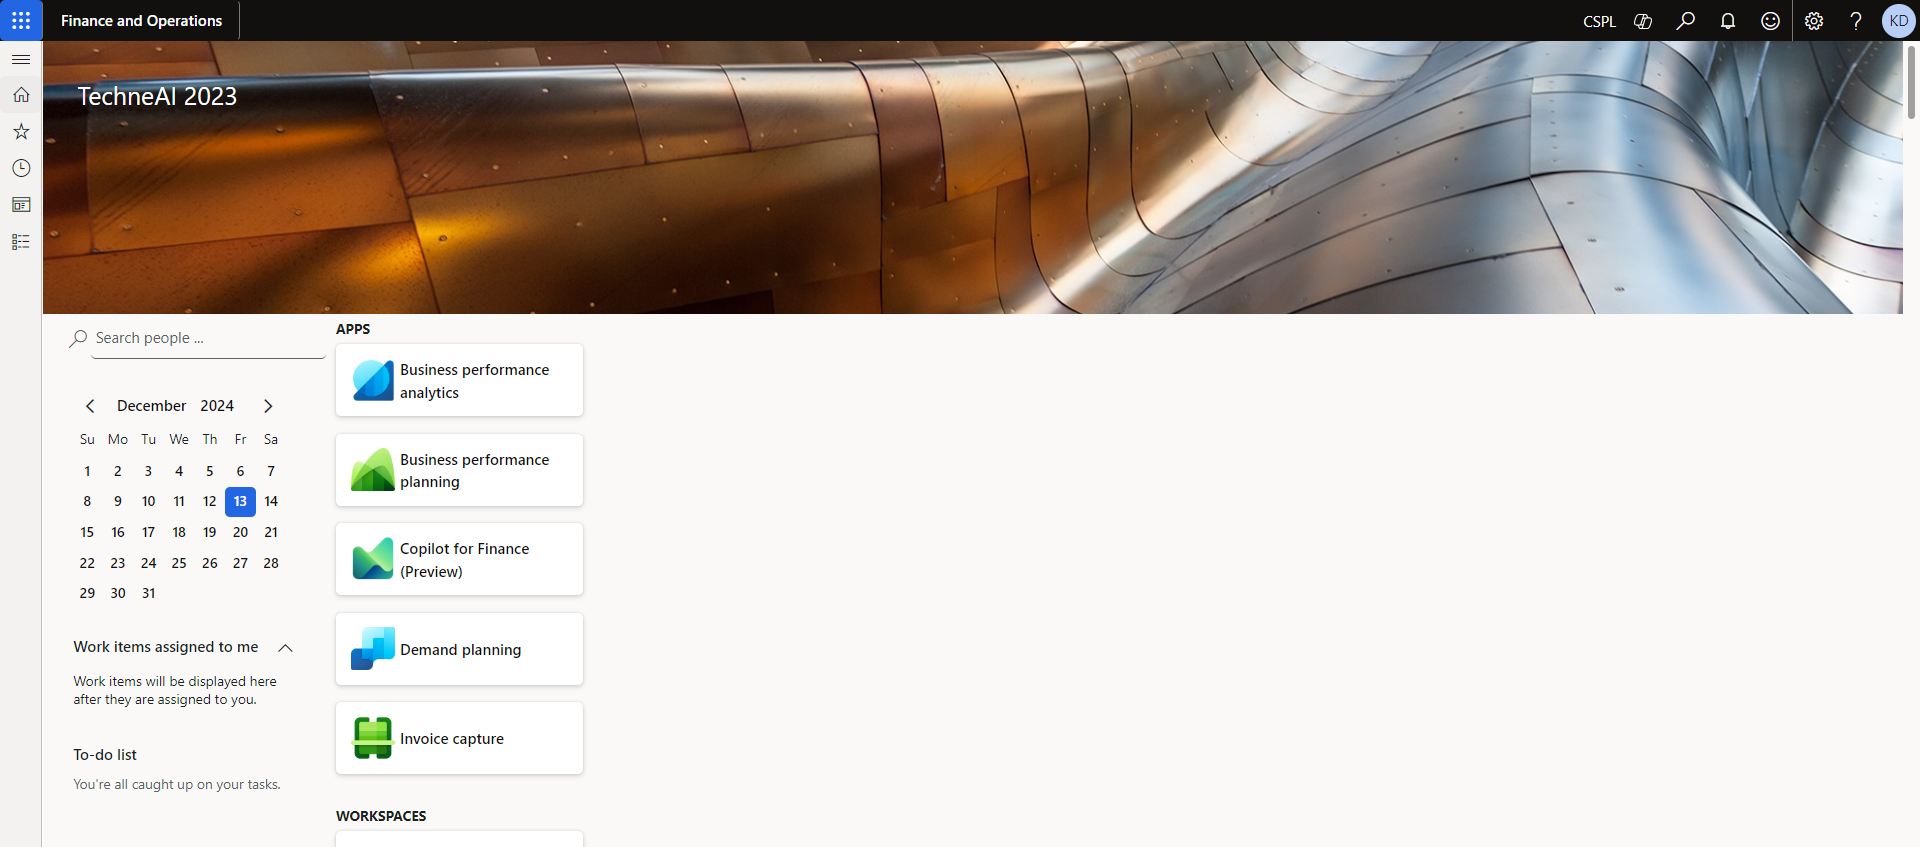 Finance and Operations
CSPL
KD
TechneAI 2023
Search people ...
December 2024
Su Mo Tu We Th Fr Sa
1 2 3 4 5 6 7
8 9 10 11 12 13 14
15 16 17 18 19 20 21
22 23 24 25 26 27 28
29 30 31
Work items assigned to me
Work items will be displayed here
after they are assigned to you.
To-do list
You're all caught up on your tasks.
APPS
Business performance
analytics
Business performance
planning
Copilot for Finance
(Preview)
Demand planning
Invoice capture
WORKSPACES